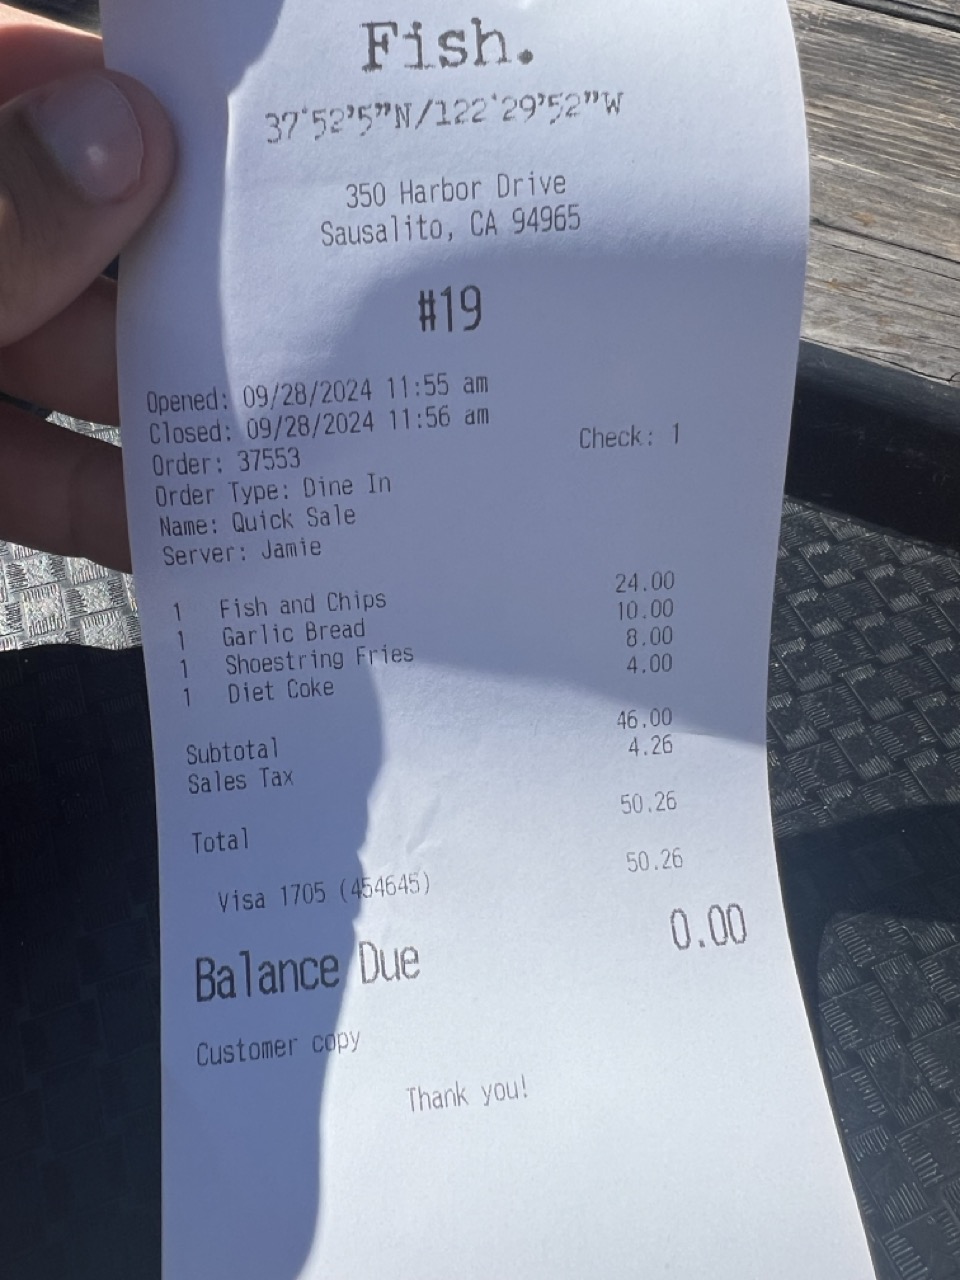 Fish.
37°52'5"N/122°29'52"W
350 Harbor Drive
Sausalito, CA 94965
#19
Opened: 09/28/2024 11:55 am
Closed: 09/28/2024 11:56 am
Order: 37553 Check: 1
Order Type: Dine In
Name: Quick Sale
Server: Jamie
1 Fish and Chips 24.00
1 Garlic Bread 10.00
1 Shoestring Fries 8.00
1 Diet Coke 4.00
Subtotal 46.00
Sales Tax 4.26
Total 50.26
Visa 1705 (454645) 50.26
Balance Due 0.00
Customer copy
Thank you!